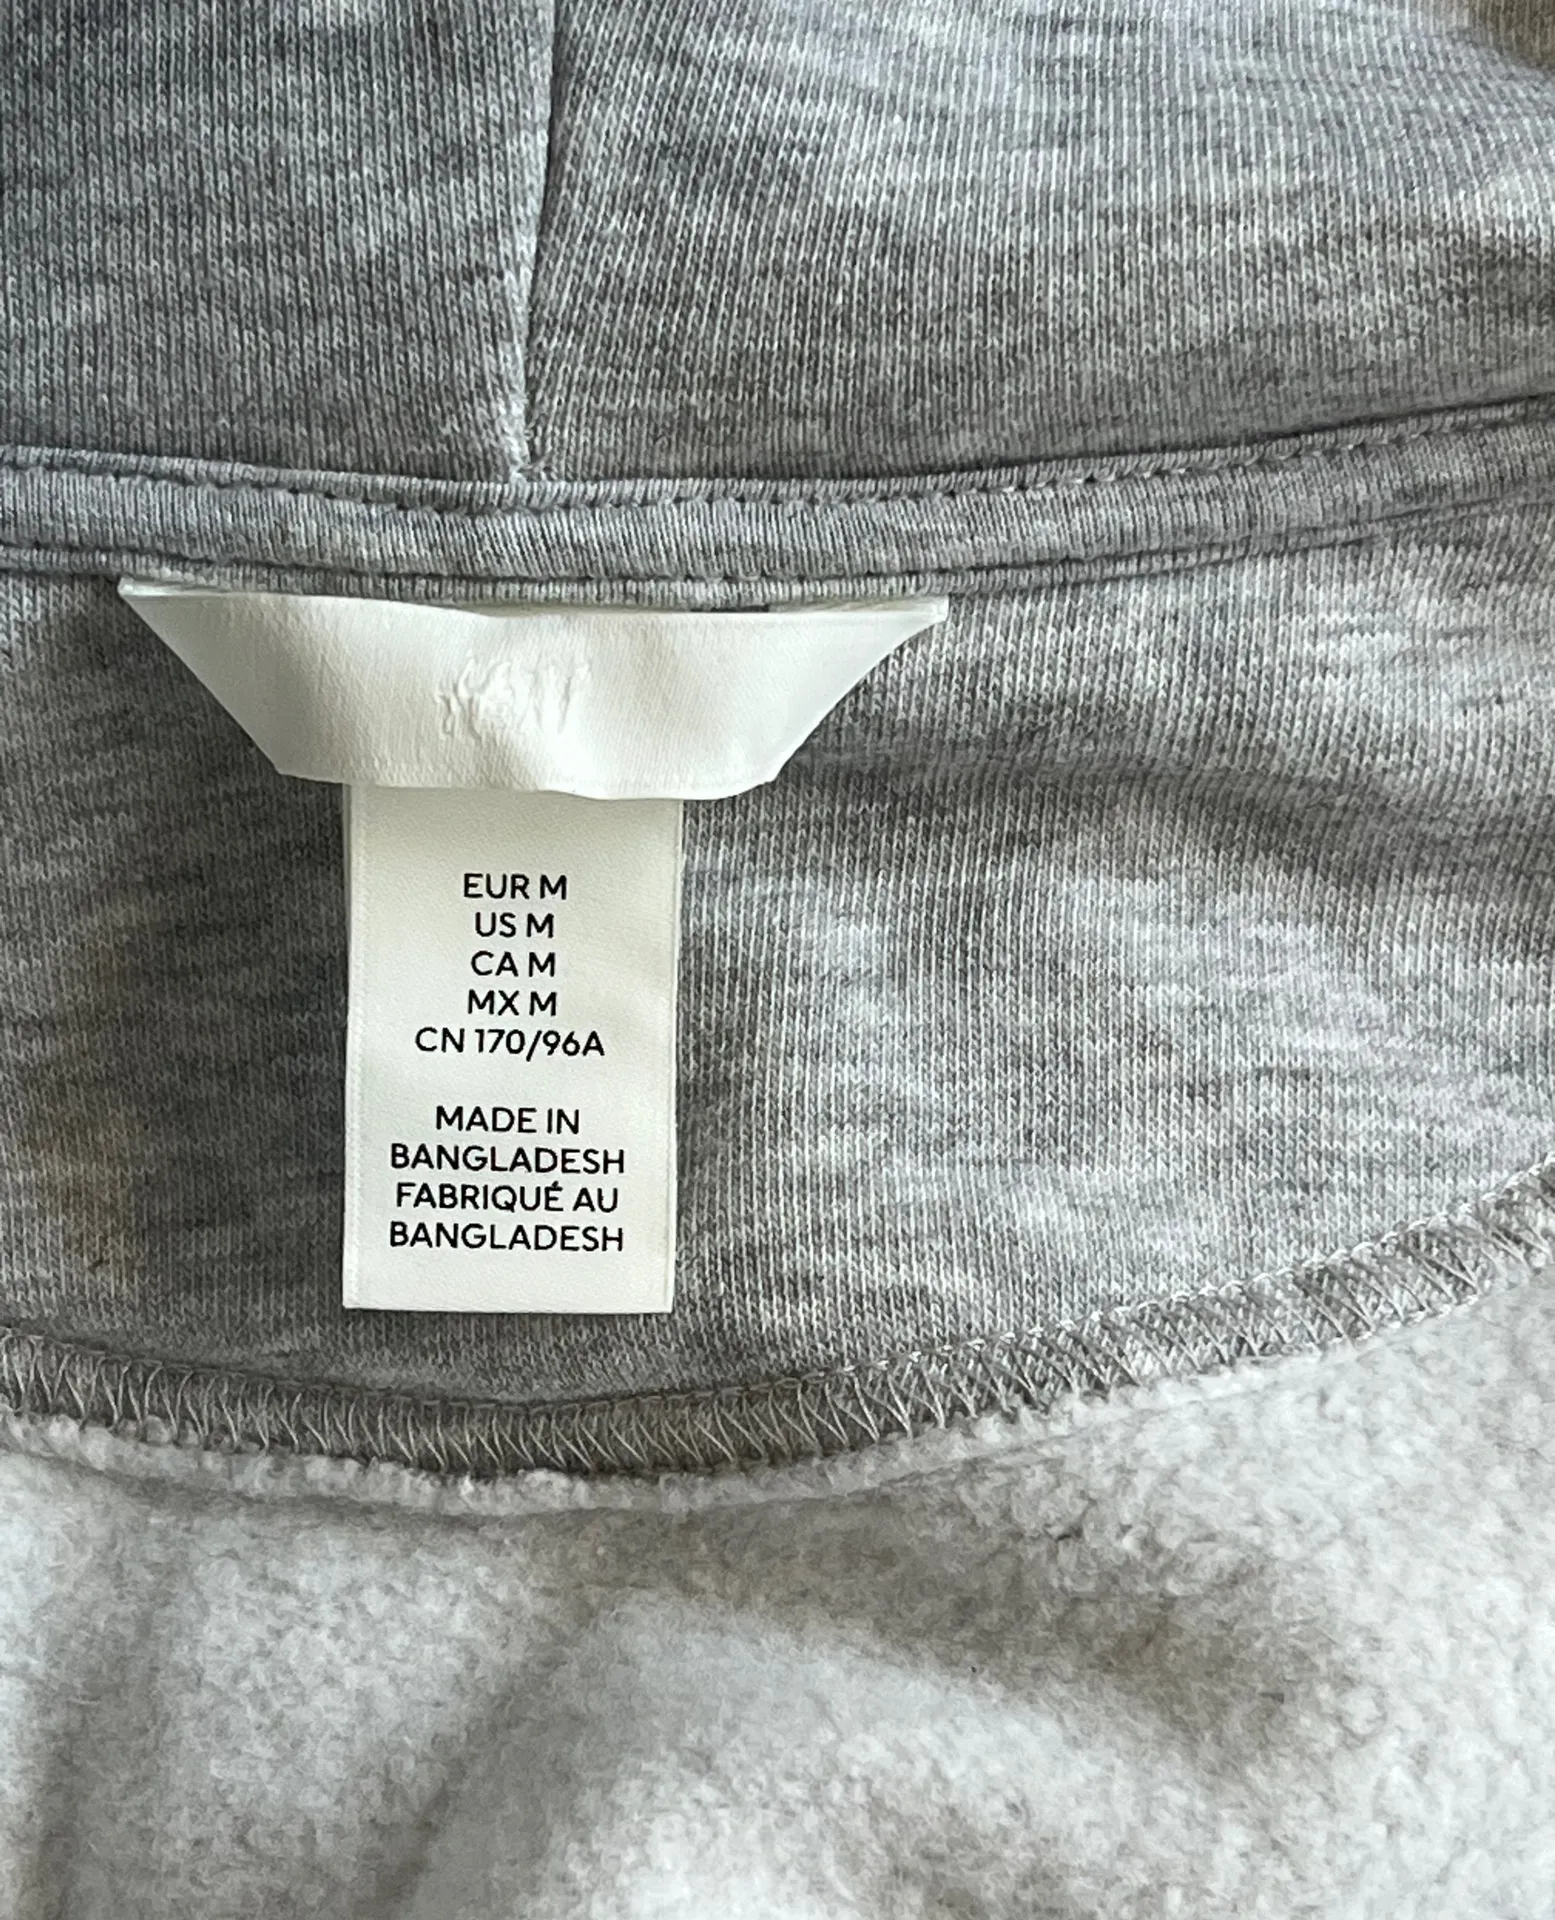 EUR M
US M
CA M
MX M
CN 170/96A
MADE IN
BANGLADESH
FABRIQUÉ AU
BANGLADESH